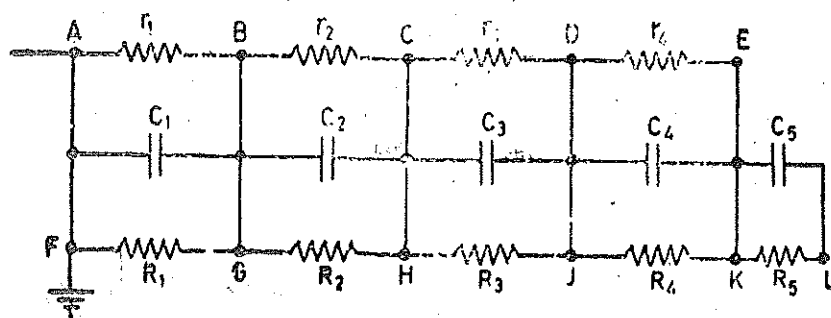 A r₁ B r₂ C D r₄ E
C₁ C₂ C₃ C₄ C₅
F R₁ G R₂ H R₃ J R₄ K R₅ L